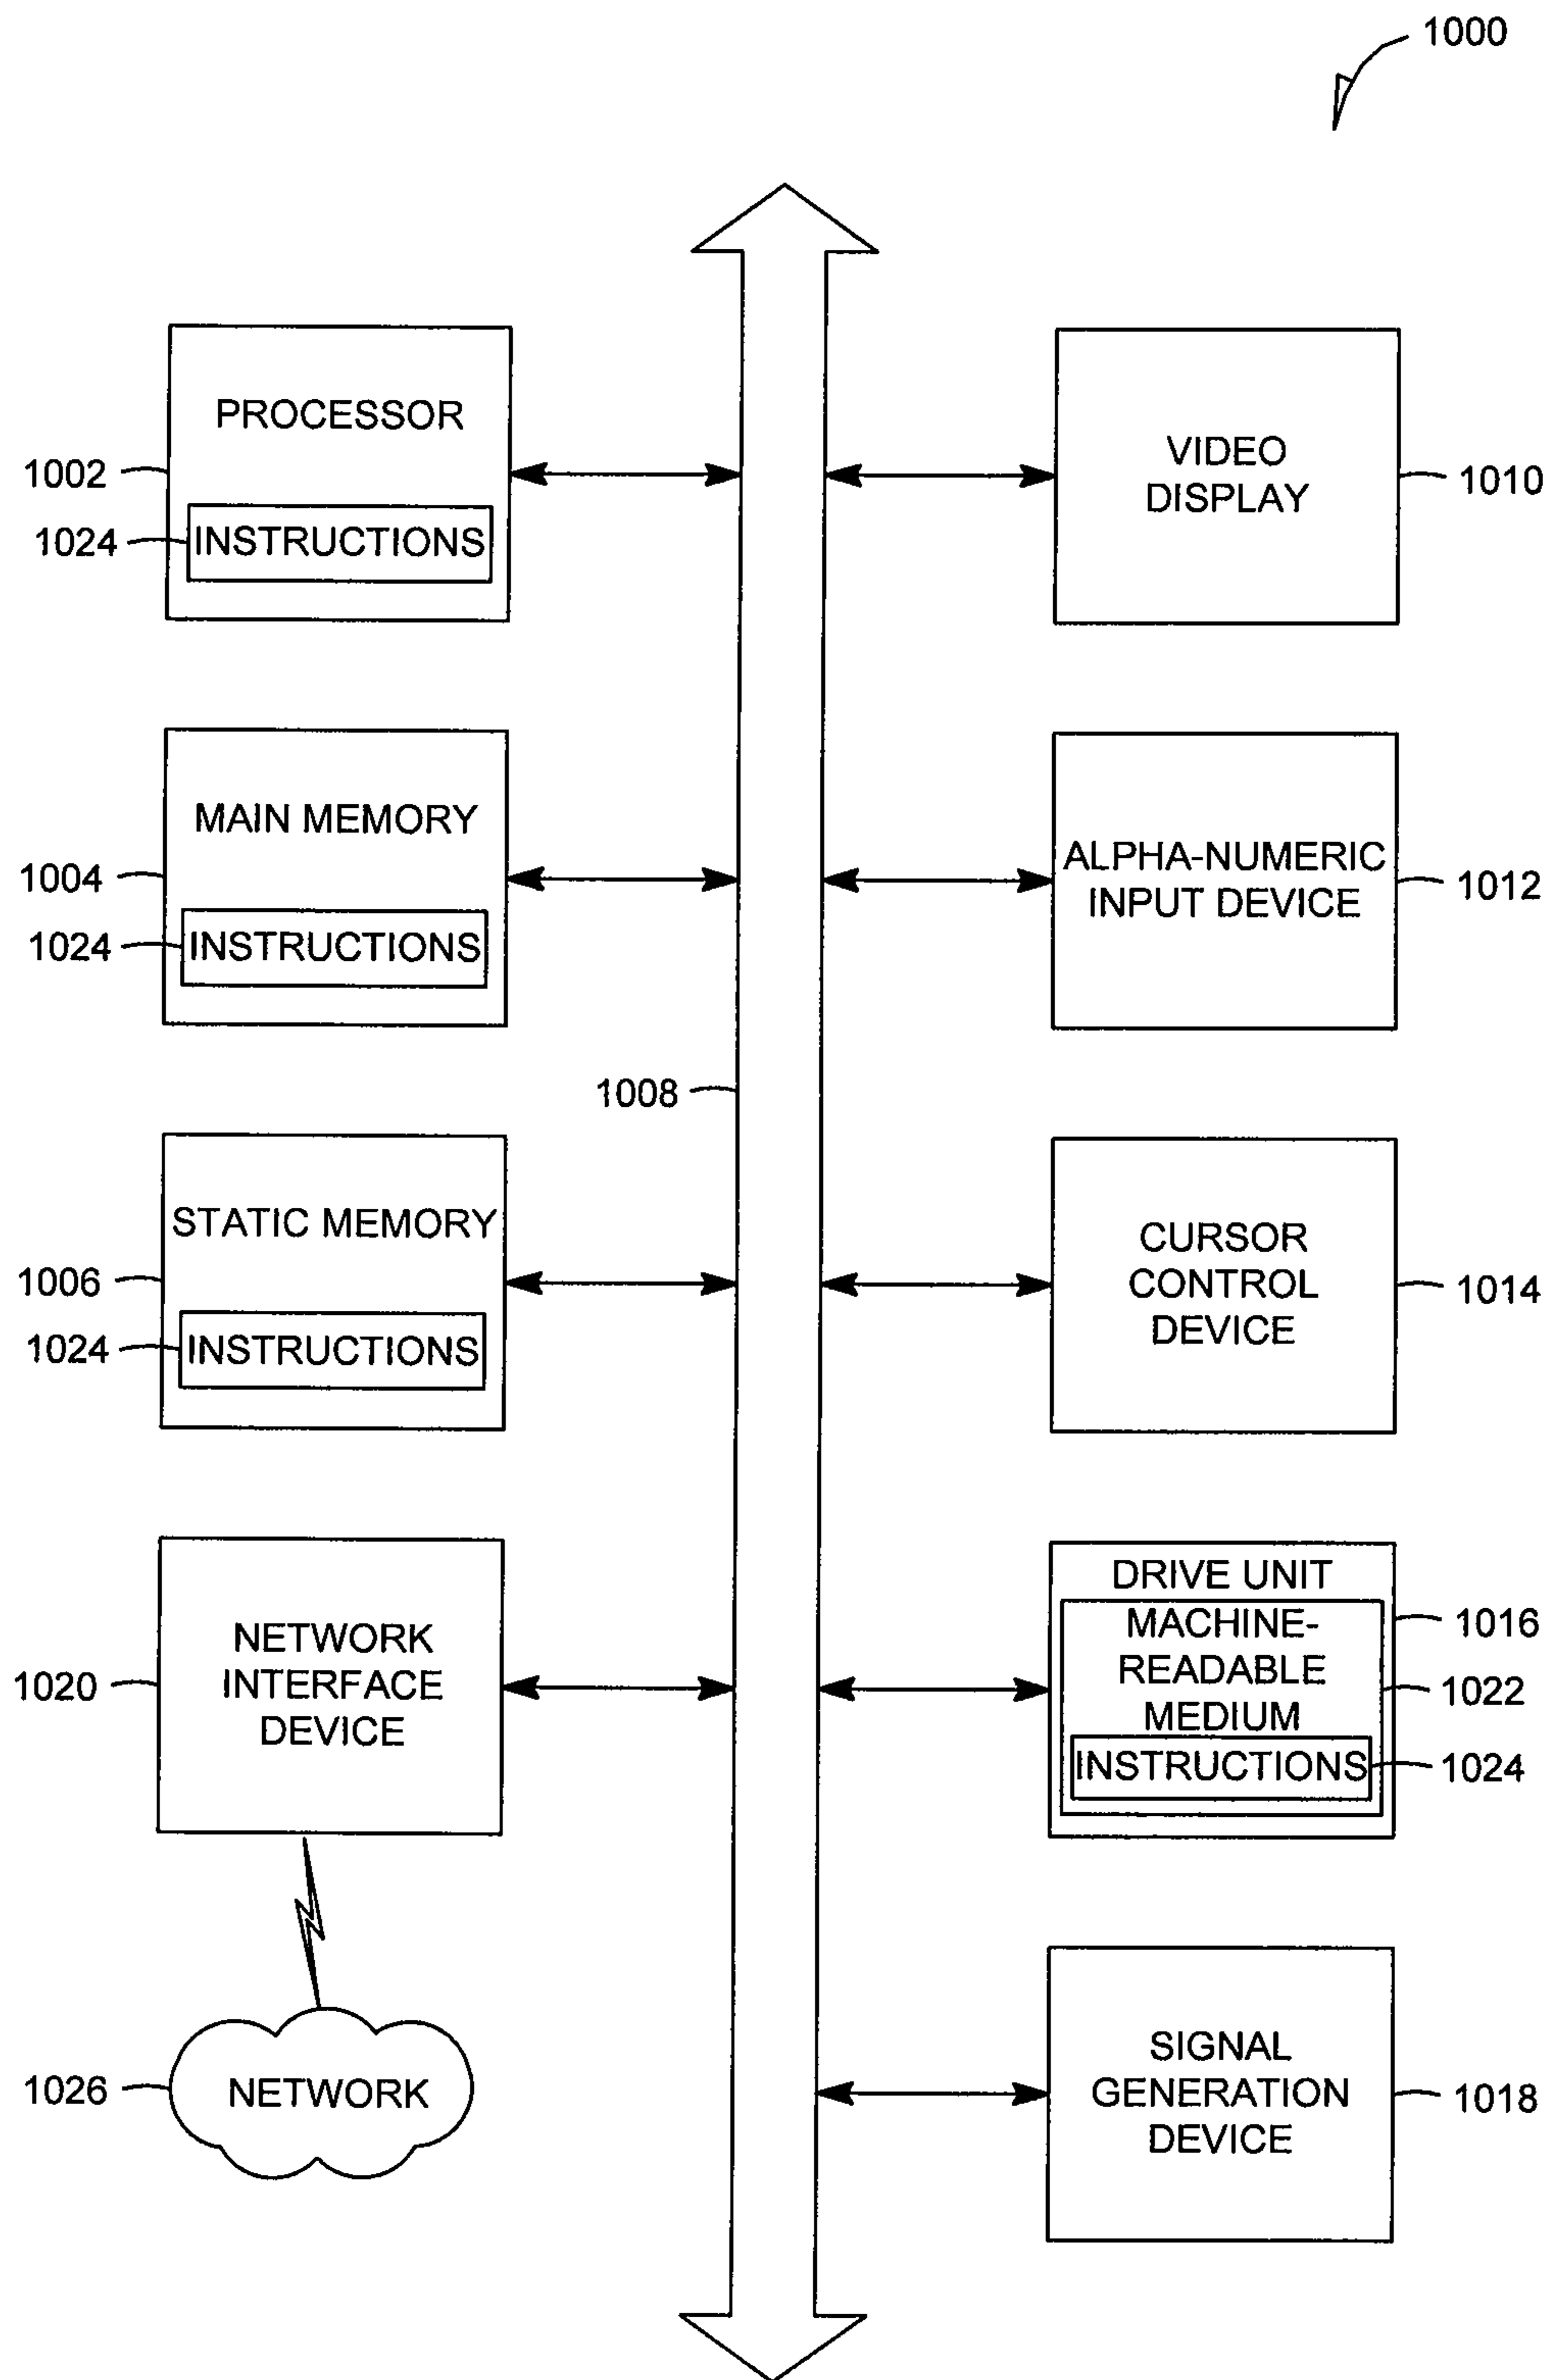 1000
PROCESSOR
1002
1024
INSTRUCTIONS
VIDEO
DISPLAY
1010
MAIN MEMORY
1004
1024
INSTRUCTIONS
ALPHA-NUMERIC
INPUT DEVICE
1012
1008
STATIC MEMORY
1006
1024
INSTRUCTIONS
CURSOR
CONTROL
DEVICE
1014
NETWORK
INTERFACE
DEVICE
1020
DRIVE UNIT
1016
MACHINE-
READABLE
MEDIUM
1022
INSTRUCTIONS
1024
1026
NETWORK
SIGNAL
GENERATION
DEVICE
1018